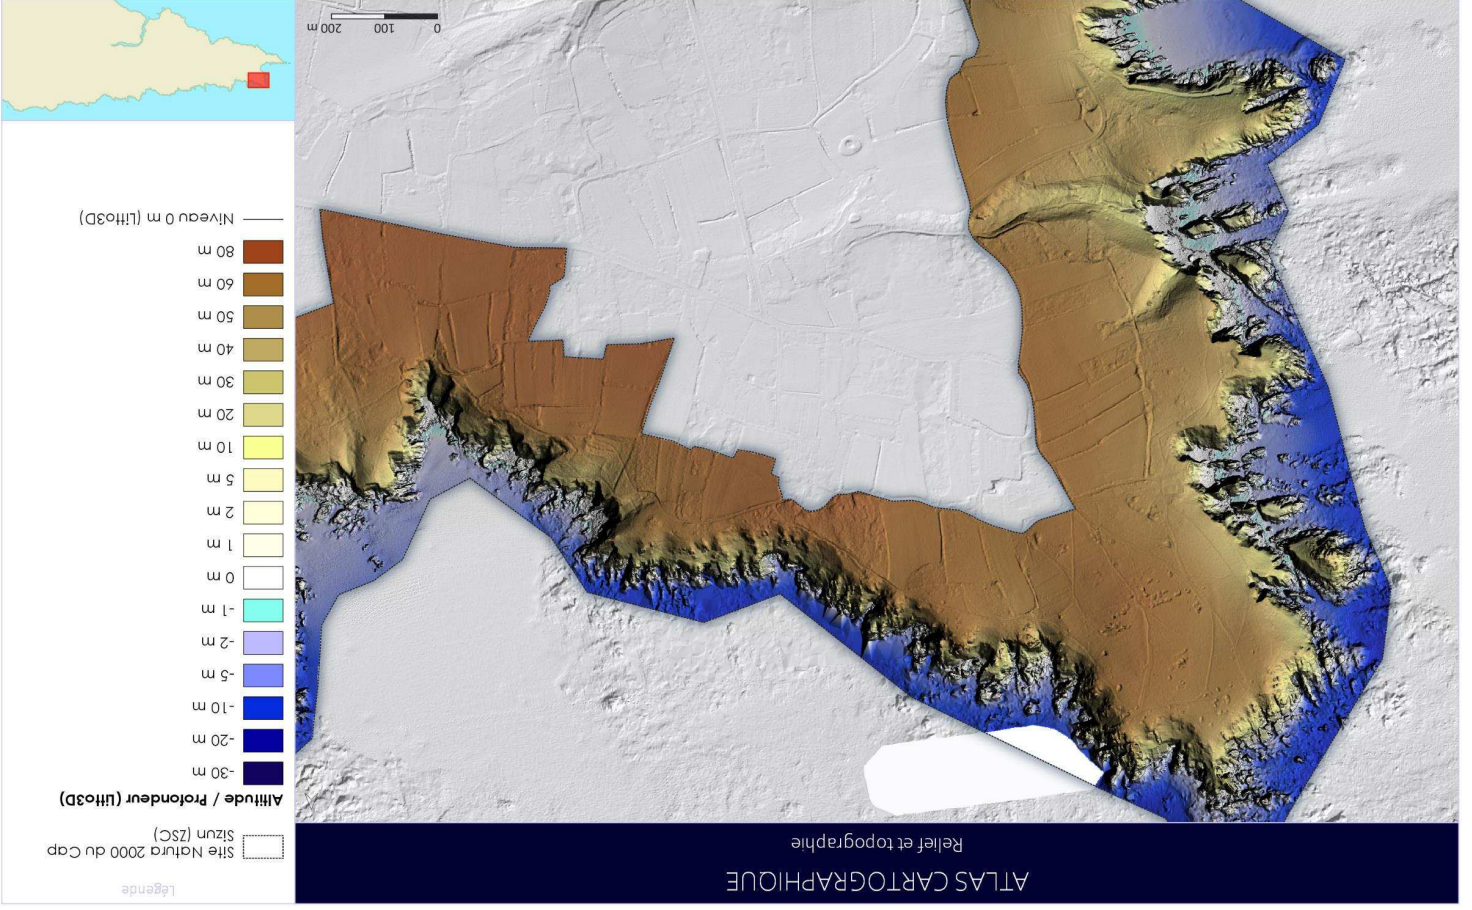 ATLAS CARTOGRAPHIQUE
Relief et topographie
Légende
Site Natura 2000 du Cap
Sizun (ZSC)
Altitude / Profondeur (Litto3D)
-30 m
-20 m
-10 m
-5 m
-2 m
-1 m
0 m
1 m
2 m
5 m
10 m
20 m
30 m
40 m
50 m
60 m
80 m
Niveau 0 m (Litto3D)
0 100 200 m